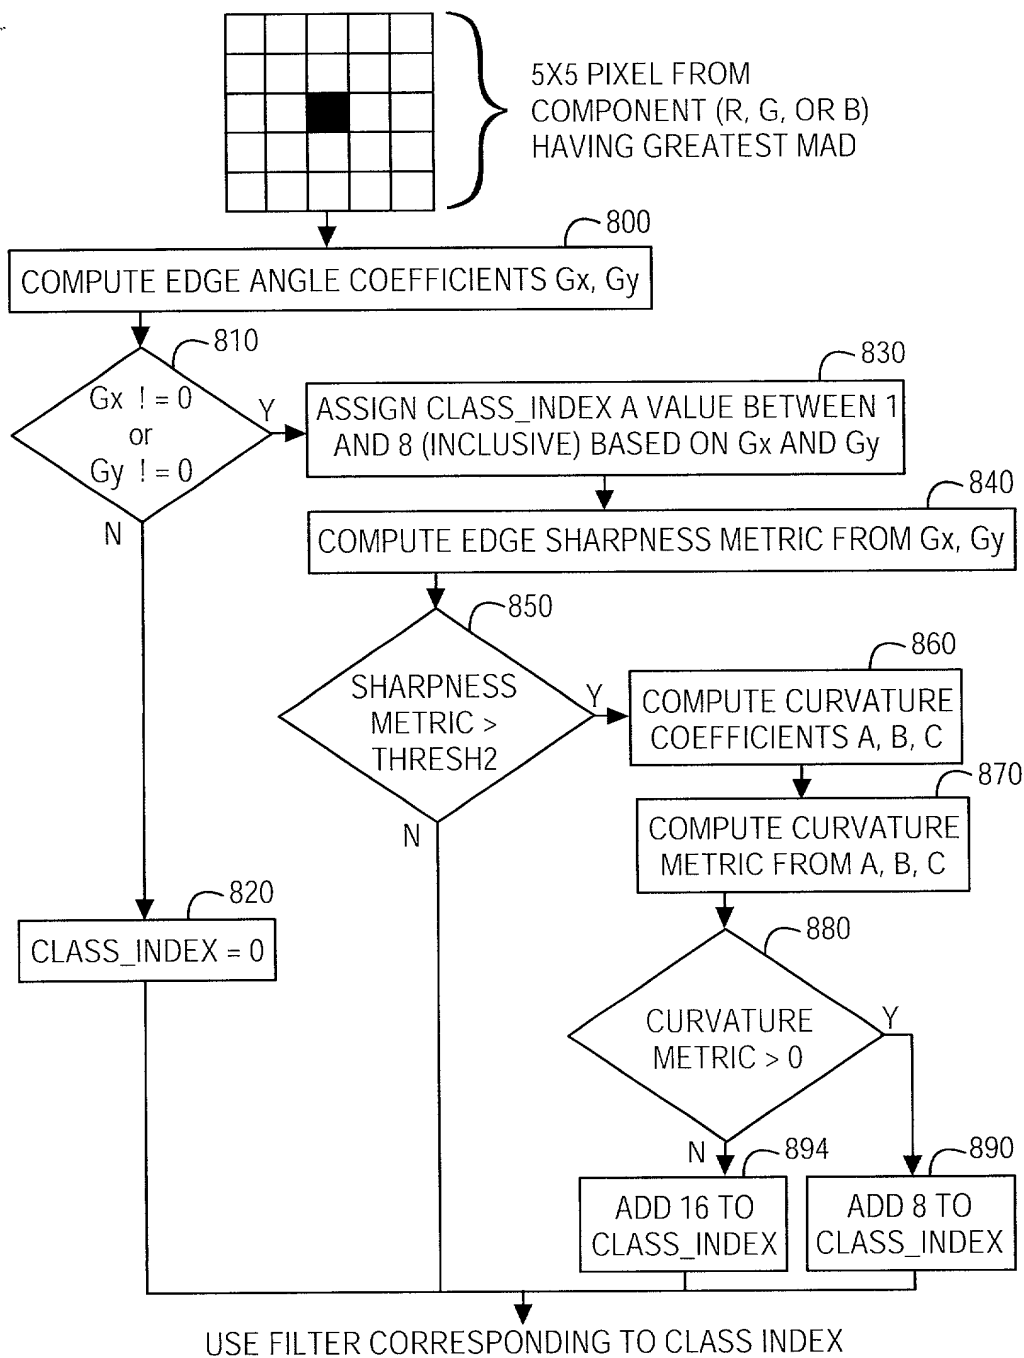 5X5 PIXEL FROM
COMPONENT (R, G, OR B)
HAVING GREATEST MAD
800
COMPUTE EDGE ANGLE COEFFICIENTS Gx, Gy
810
Gx ! = 0
or
Gy ! = 0
Y
N
830
ASSIGN CLASS_INDEX A VALUE BETWEEN 1
AND 8 (INCLUSIVE) BASED ON Gx AND Gy
840
COMPUTE EDGE SHARPNESS METRIC FROM Gx, Gy
850
SHARPNESS
METRIC >
THRESH2
Y
N
860
COMPUTE CURVATURE
COEFFICIENTS A, B, C
870
COMPUTE CURVATURE
METRIC FROM A, B, C
820
CLASS_INDEX = 0
880
CURVATURE
METRIC > 0
Y
N
894
ADD 16 TO
CLASS_INDEX
890
ADD 8 TO
CLASS_INDEX
USE FILTER CORRESPONDING TO CLASS INDEX